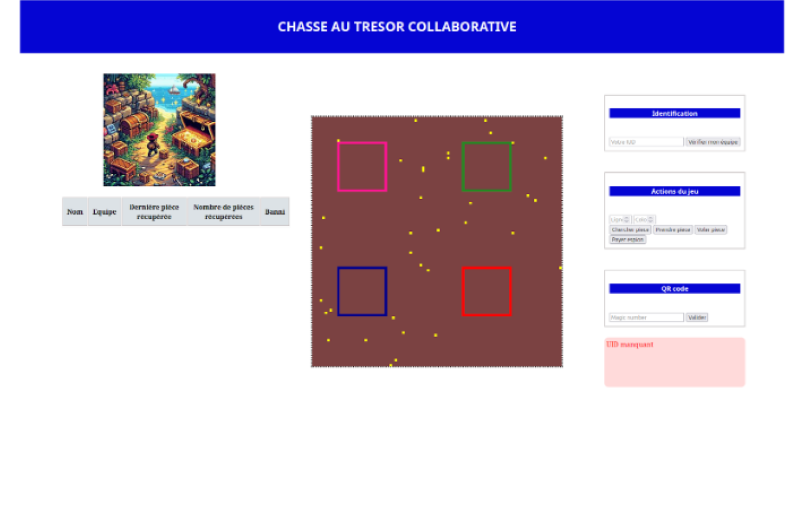 CHASSE AU TRESOR COLLABORATIVE
Nom Equipe Dernière pièce récupérée Nombre de pièces récupérées Banni
Identification
Votre UID Vérifier mon équipe
Actions du jeu
Ligne Colo
Chercher pièce Prendre pièce Voler pièce
Payer espion
QR code
Magic number Valider
UID manquant